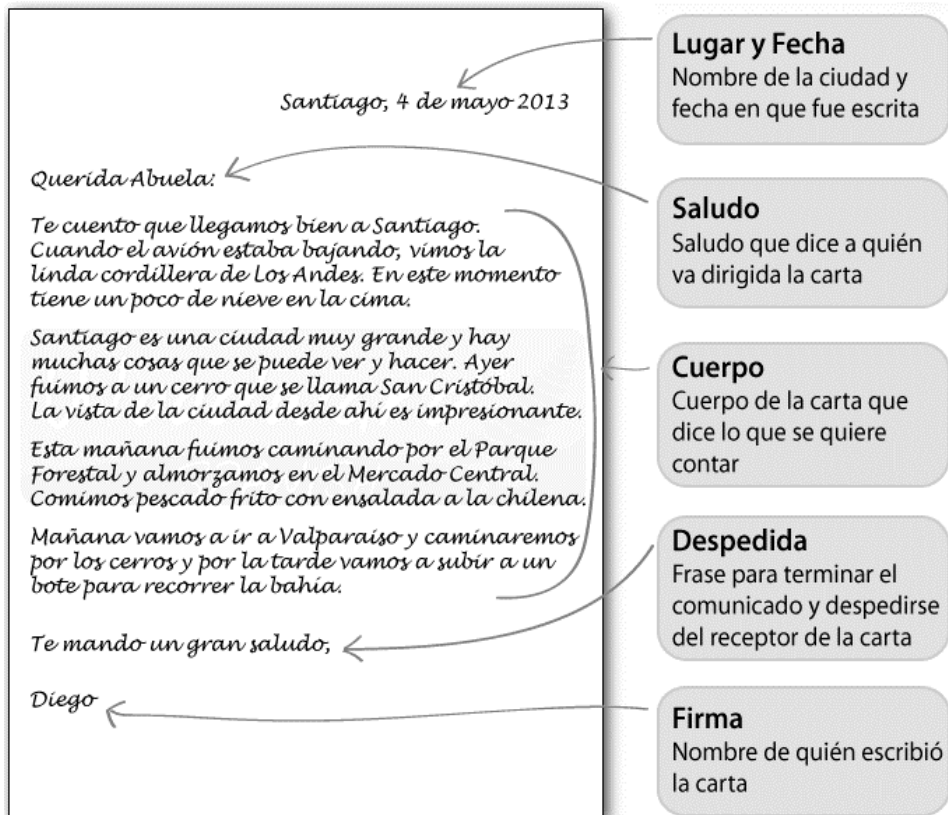 Santiago, 4 de mayo 2013
Querida Abuela:
Te cuento que llegamos bien a Santiago.
Cuando el avión estaba bajando, vimos la
linda cordillera de Los Andes. En este momento
tiene un poco de nieve en la cima.
Santiago es una ciudad muy grande y hay
muchas cosas que se puede ver y hacer. Ayer
fuimos a un cerro que se llama San Cristóbal.
La vista de la ciudad desde ahí es impresionante.
Esta mañana fuimos caminando por el Parque
Forestal y almorzamos en el Mercado Central.
Comimos pescado frito con ensalada a la chilena.
Mañana vamos a ir a Valparaíso y caminaremos
por los cerros y por la tarde vamos a subir a un
bote para recorrer la bahía.
Te mando un gran saludo,
Diego
Lugar y Fecha
Nombre de la ciudad y
fecha en que fue escrita
Saludo
Saludo que dice a quién
va dirigida la carta
Cuerpo
Cuerpo de la carta que
dice lo que se quiere
contar
Despedida
Frase para terminar el
comunicado y despedirse
del receptor de la carta
Firma
Nombre de quién escribió
la carta